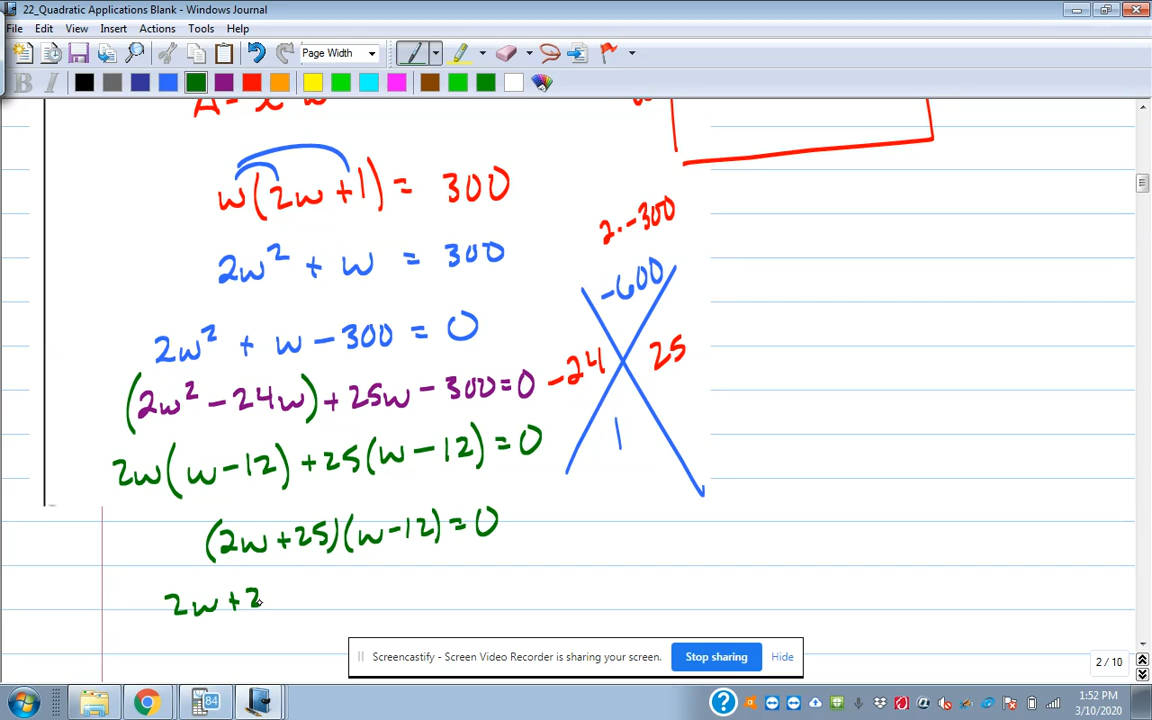 22_Quadratic Applications Blank - Windows Journal
File Edit View Insert Actions Tools Help
Page Width
B I
A = l w
w(2w+1) = 300
2w² + w = 300
2w² + w - 300 = 0
(2w² - 24w) + 25w - 300 = 0
2w(w-12) + 25(w-12) = 0
(2w+25)(w-12) = 0
2w + 2
2·-300
-600
-24 25
1
Screencastify - Screen Video Recorder is sharing your screen. Stop sharing Hide
2 / 10
84
1:52 PM
3/10/2020